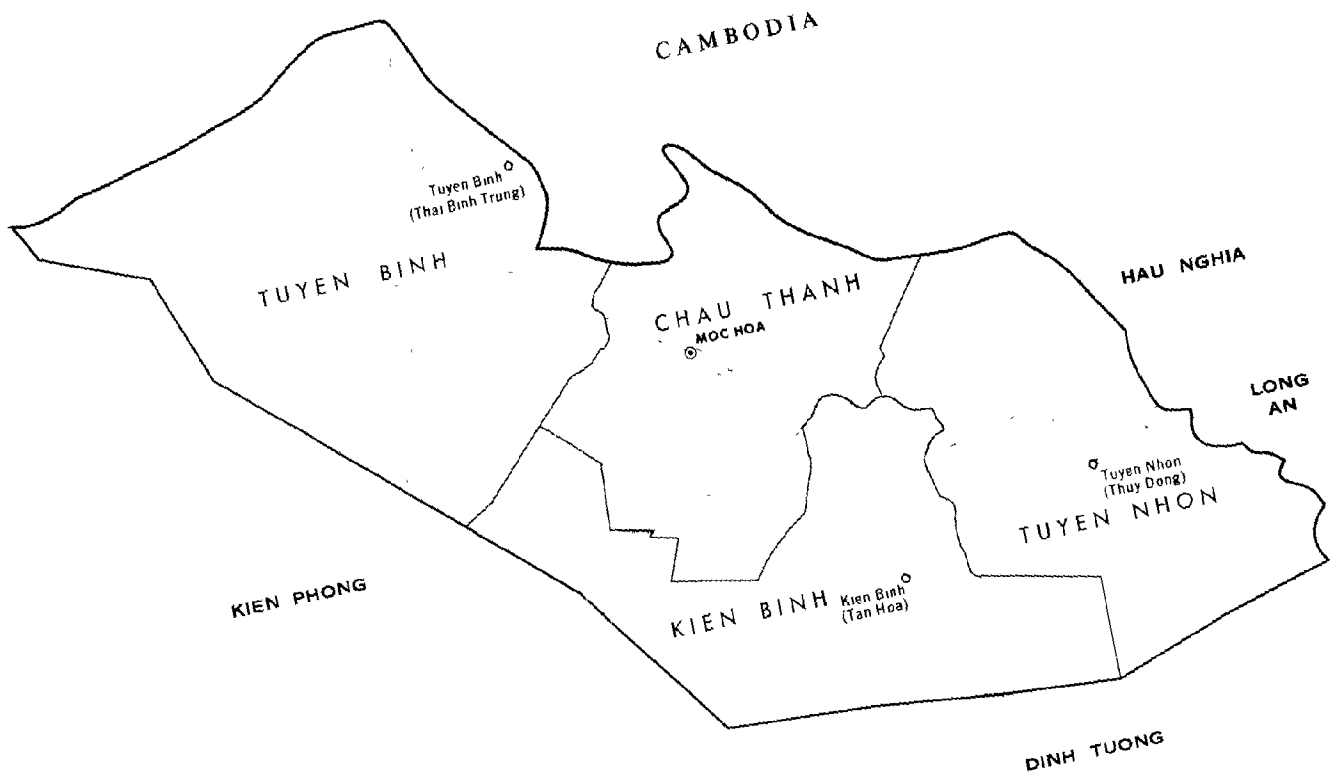 CAMBODIA
Tuyen Binh
(Thai Binh Trung)
TUYEN BINH
HAU NGHIA
CHAU THANH
MOC HOA
LONG
AN
Tuyen Nhon
(Thuy Dong)
TUYEN NHON
KIEN PHONG
KIEN BINH
Kien Binh
(Tan Hoa)
DINH TUONG